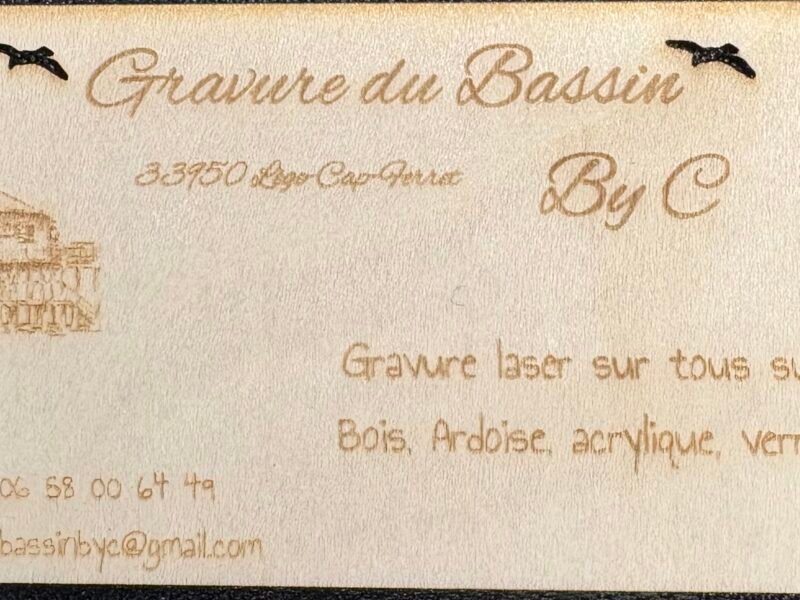 Gravure du Bassin
33950 Lège-Cap-Ferret
By C
Gravure laser sur tous su
Bois, Ardoise, acrylique, verr
06 58 00 64 49
bassinbyc@gmail.com